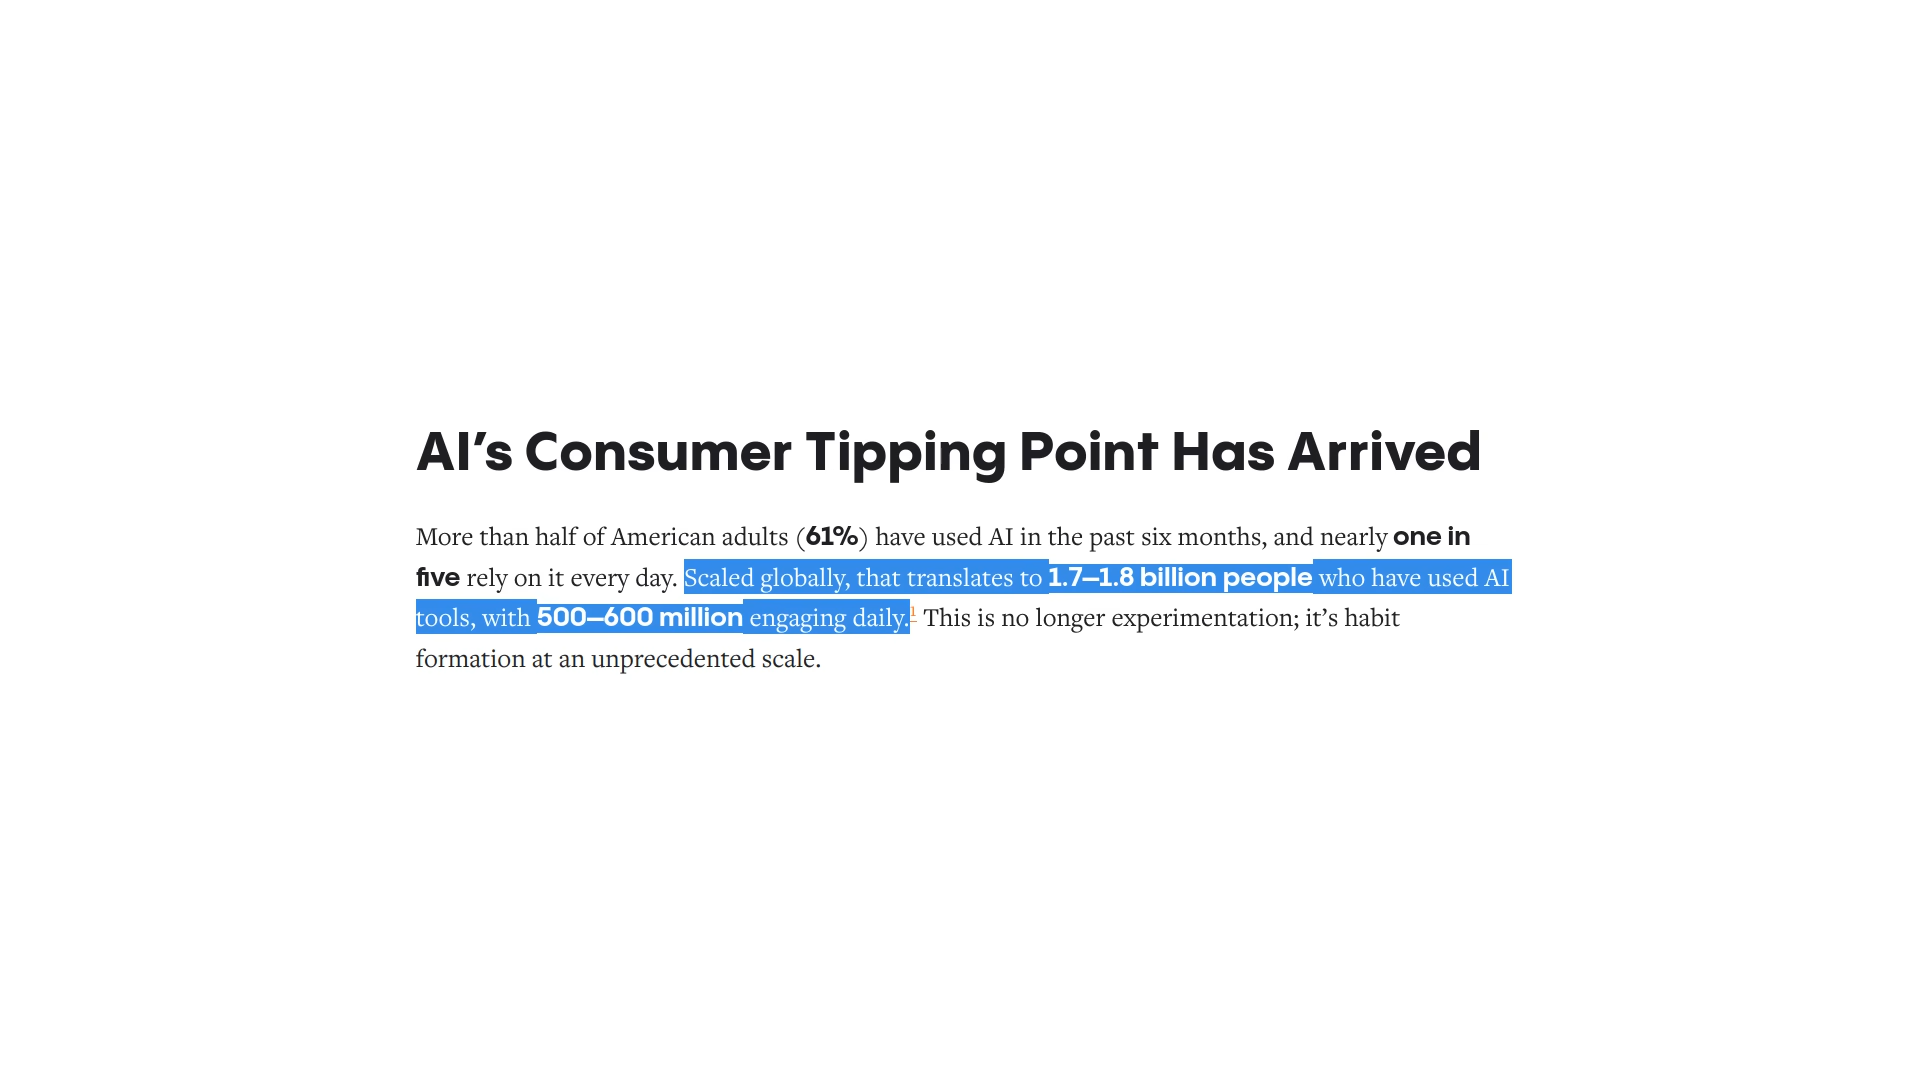 AI’s Consumer Tipping Point Has Arrived
More than half of American adults (61%) have used AI in the past six months, and nearly one in
five rely on it every day. Scaled globally, that translates to 1.7–1.8 billion people who have used AI
tools, with 500–600 million engaging daily.1 This is no longer experimentation; it’s habit
formation at an unprecedented scale.